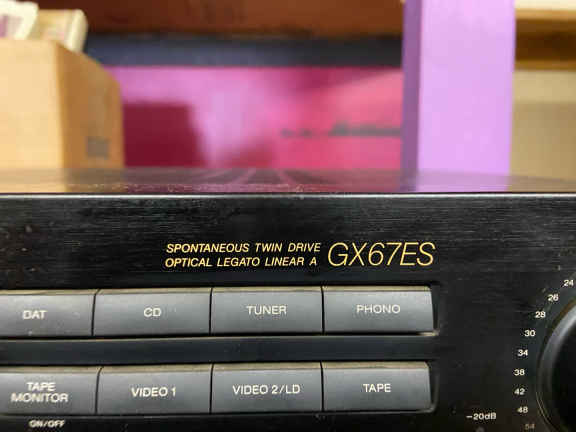 SPONTANEOUS TWIN DRIVE
OPTICAL LEGATO LINEAR A GX67ES
DAT CD TUNER PHONO
TAPE MONITOR VIDEO 1 VIDEO 2/LD TAPE
ON/OFF
24
26
28
30
34
38
42
48
54
-20dB